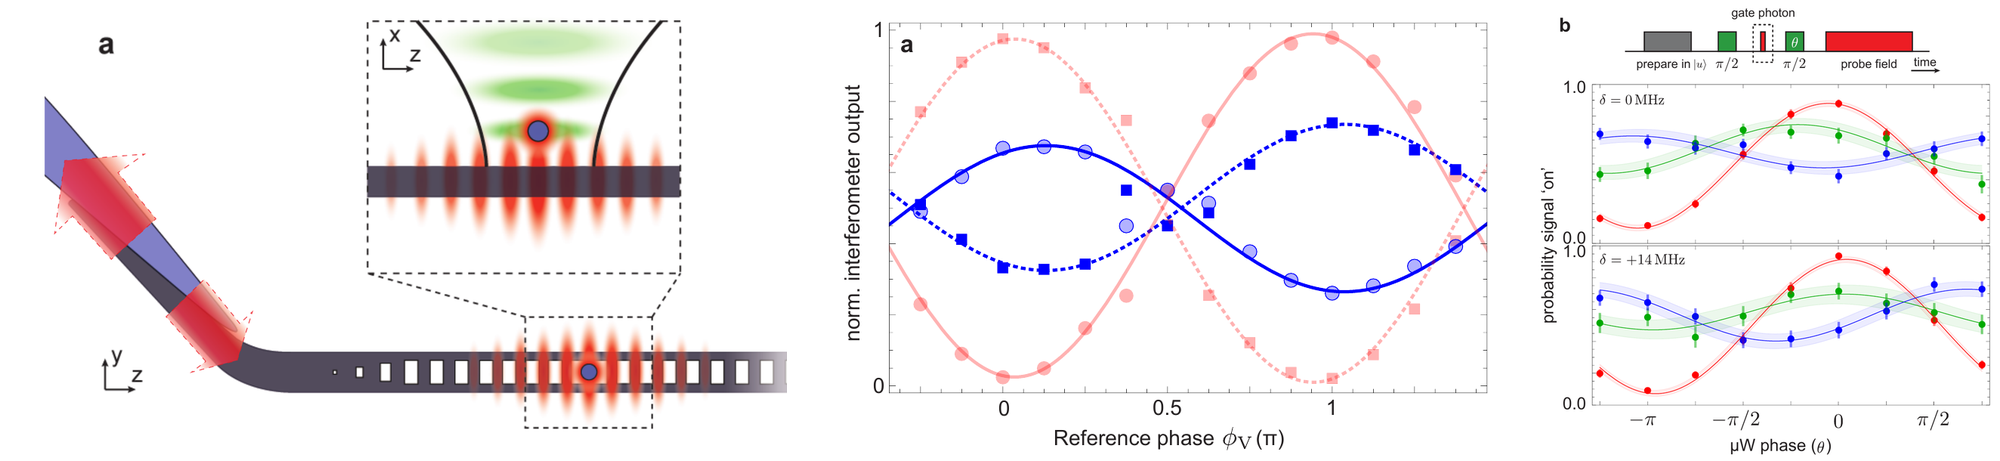 a
x
z
y
z
a
1
norm. interferometer output
0
0
0.5
1
Reference phase ϕV (π)
b
gate photon
θ
prepare in |u⟩
π/2
π/2
probe field
time
1.0
δ = 0 MHz
0.0
1.0
δ = +14 MHz
0.0
probability signal ‘on’
−π
−π/2
0
π/2
µW phase (θ)